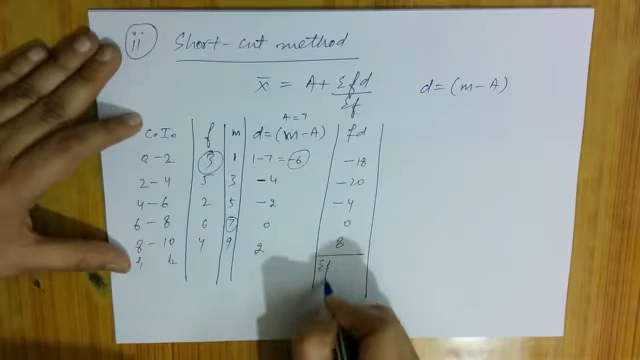 ii Short-cut method
x̄ = A + Σfd / Σf d = (m - A)
A = 7
C.I. f m d = (m - A) fd
0 - 2 3 1 1 - 7 = -6 -18
2 - 4 5 3 -4 -20
4 - 6 2 5 -2 -4
6 - 8 6 7 0 0
8 - 10 4 9 2 8
l₁ l₂ Σf